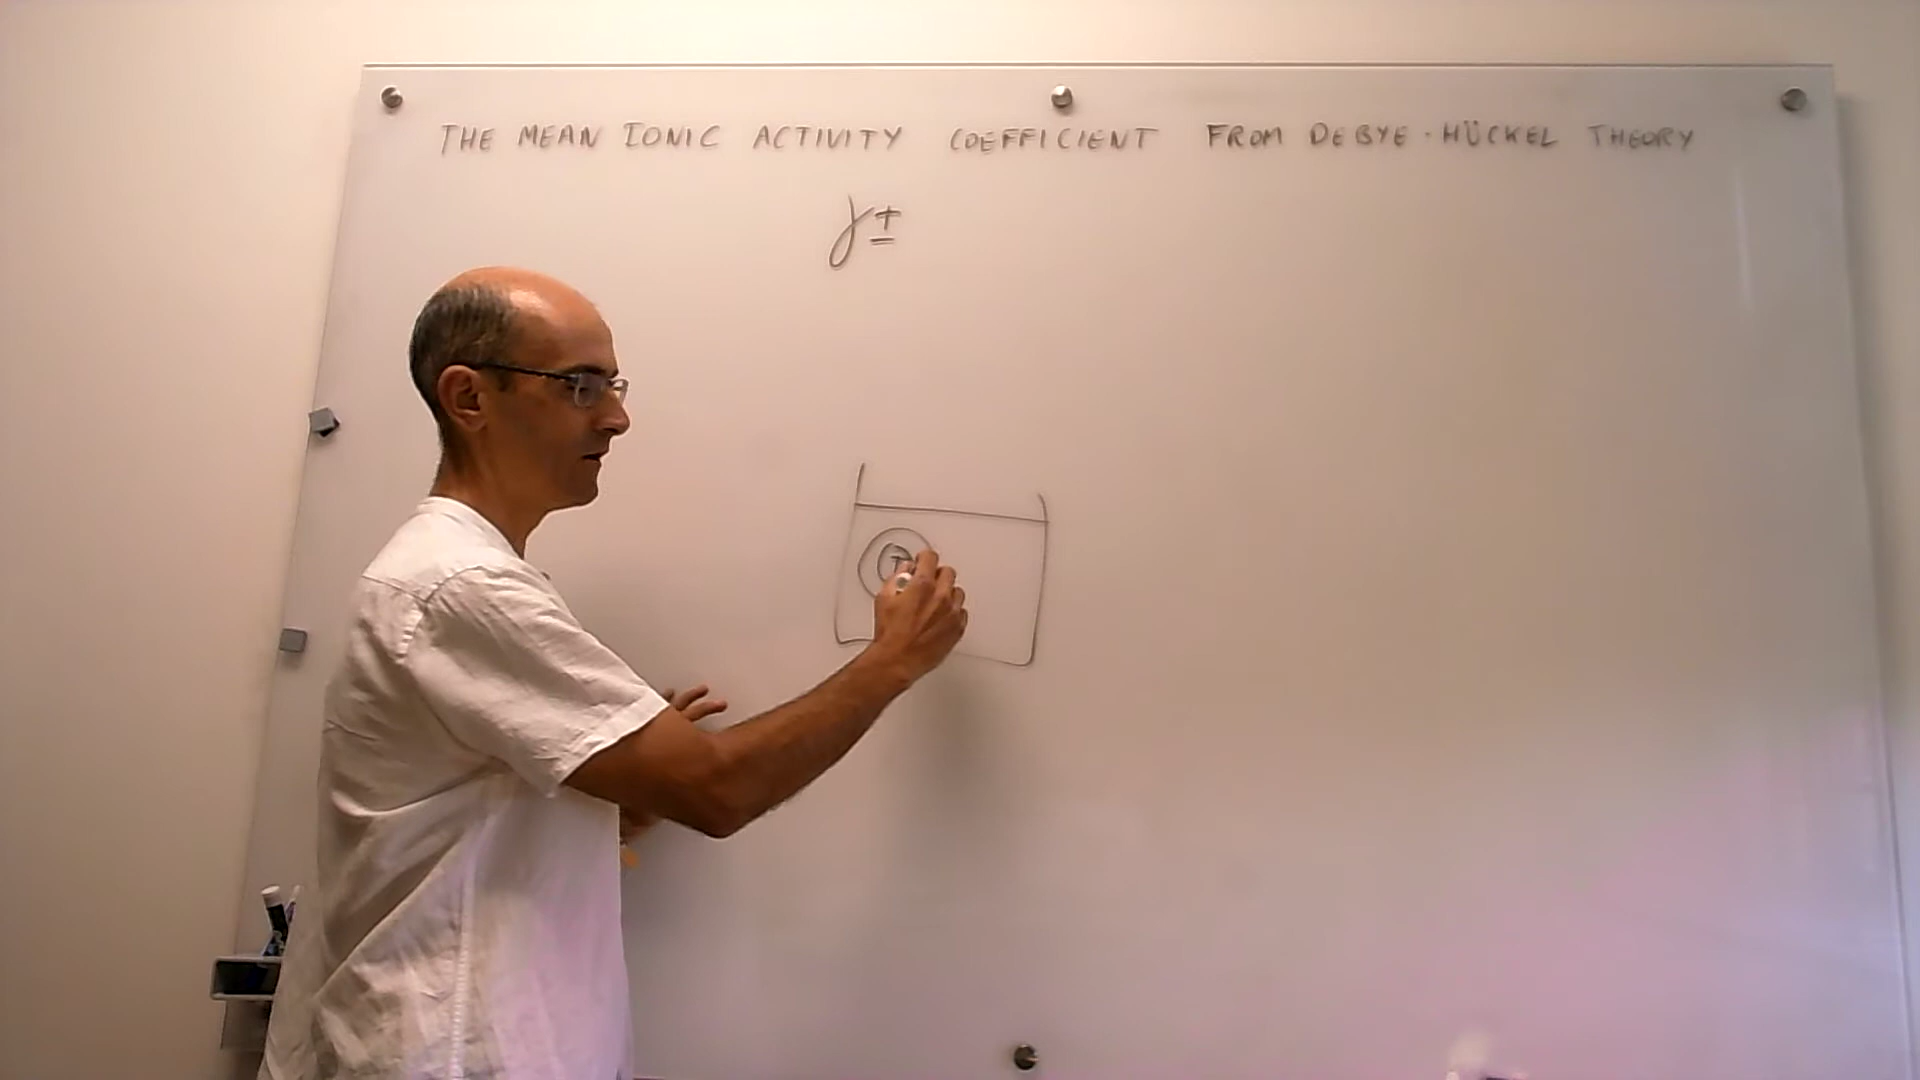 THE MEAN IONIC ACTIVITY COEFFICIENT FROM DEBYE-HÜCKEL THEORY
γ±
+